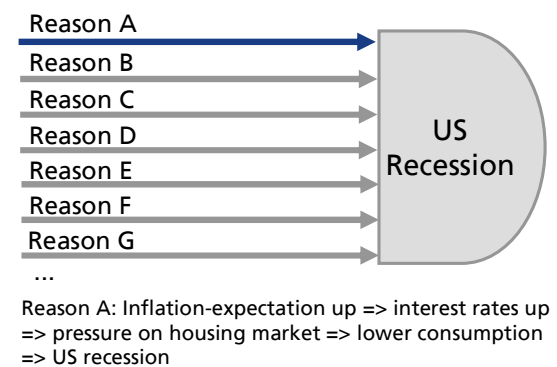 Reason A
Reason B
Reason C
Reason D
Reason E
Reason F
Reason G
...
US
Recession
Reason A: Inflation-expectation up => interest rates up
=> pressure on housing market => lower consumption
=> US recession